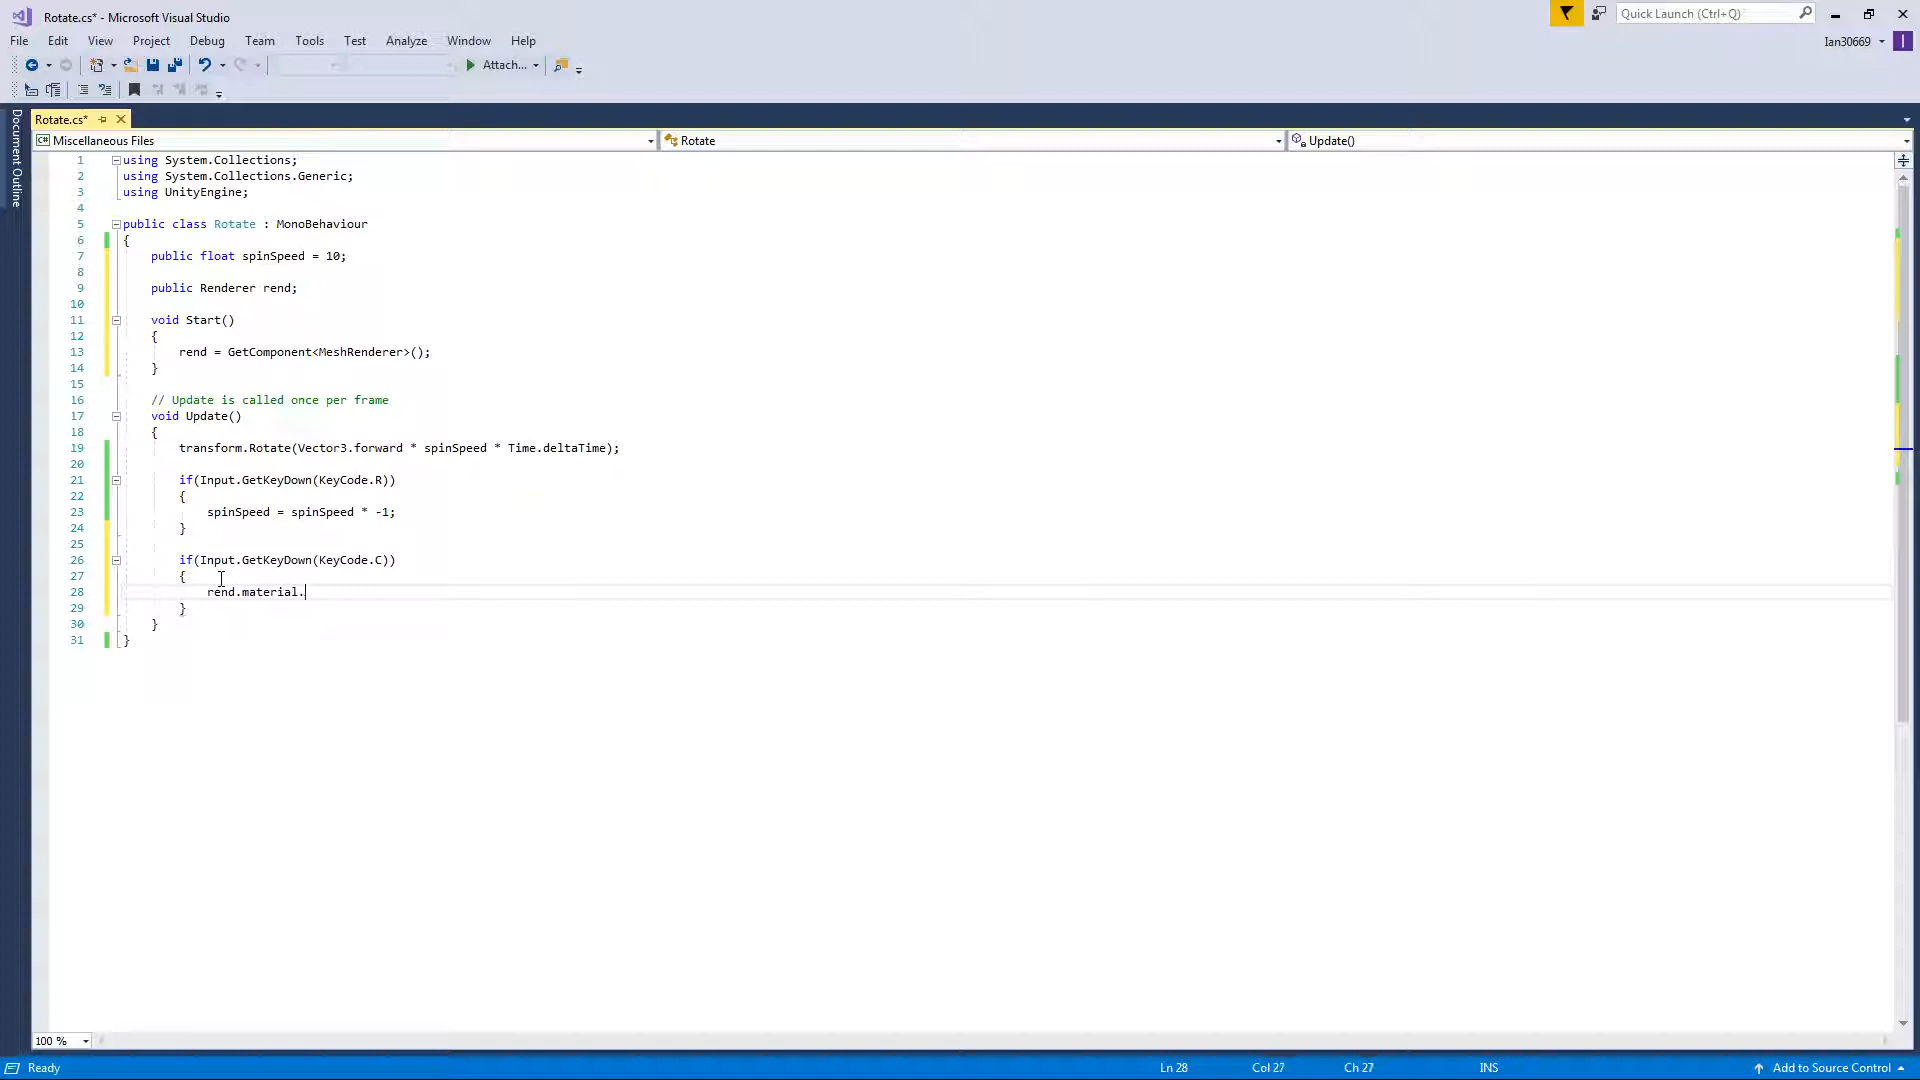 Rotate.cs* - Microsoft Visual Studio
Quick Launch (Ctrl+Q)
File Edit View Project Debug Team Tools Test Analyze Window Help
Ian30669
I
Attach...
Document Outline
Rotate.cs*
C# Miscellaneous Files
Rotate
Update()
1 using System.Collections;
2 using System.Collections.Generic;
3 using UnityEngine;
4
5 public class Rotate : MonoBehaviour
6 {
7 public float spinSpeed = 10;
8
9 public Renderer rend;
10
11 void Start()
12 {
13 rend = GetComponent<MeshRenderer>();
14 }
15
16 // Update is called once per frame
17 void Update()
18 {
19 transform.Rotate(Vector3.forward * spinSpeed * Time.deltaTime);
20
21 if(Input.GetKeyDown(KeyCode.R))
22 {
23 spinSpeed = spinSpeed * -1;
24 }
25
26 if(Input.GetKeyDown(KeyCode.C))
27 {
28 rend.material.
29 }
30 }
31 }
100 %
Ready
Ln 28
Col 27
Ch 27
INS
Add to Source Control